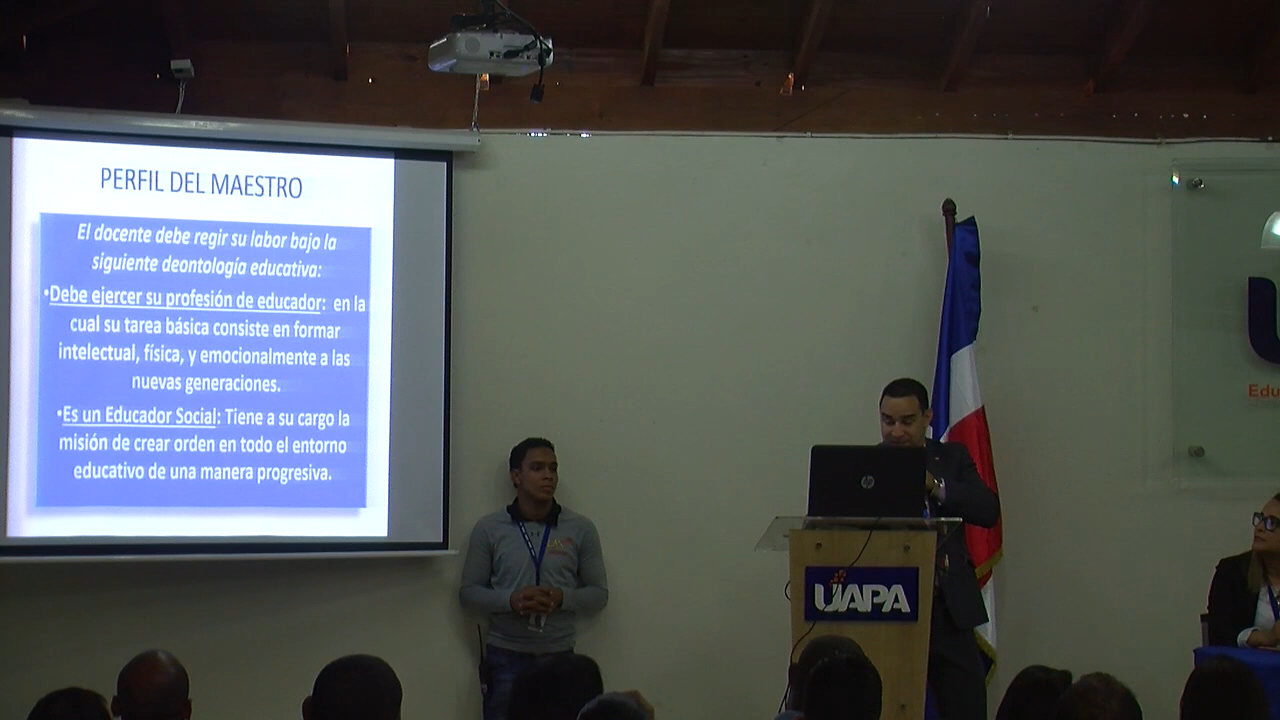 PERFIL DEL MAESTRO
El docente debe regir su labor bajo la
siguiente deontología educativa:
•Debe ejercer su profesión de educador: en la
cual su tarea básica consiste en formar
intelectual, física, y emocionalmente a las
nuevas generaciones.
•Es un Educador Social: Tiene a su cargo la
misión de crear orden en todo el entorno
educativo de una manera progresiva.
hp
UAPA
U
Edu